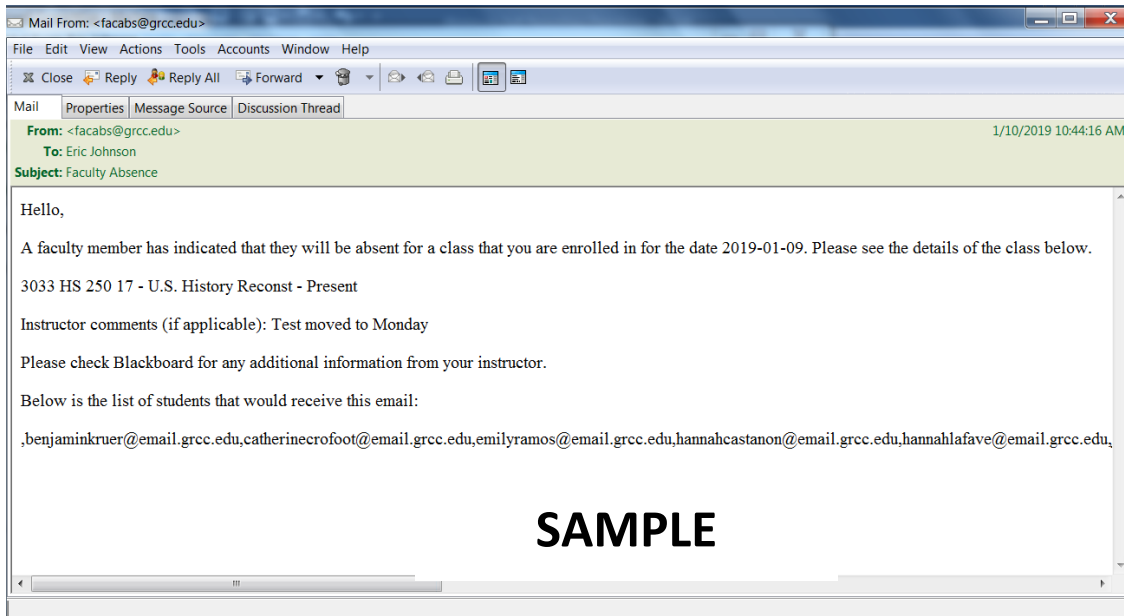 Mail From: <facabs@grcc.edu>
File Edit View Actions Tools Accounts Window Help
Close Reply Reply All Forward
Mail Properties Message Source Discussion Thread
From: <facabs@grcc.edu> 1/10/2019 10:44:16 AM
To: Eric Johnson
Subject: Faculty Absence
Hello,
A faculty member has indicated that they will be absent for a class that you are enrolled in for the date 2019-01-09. Please see the details of the class below.
3033 HS 250 17 - U.S. History Reconst - Present
Instructor comments (if applicable): Test moved to Monday
Please check Blackboard for any additional information from your instructor.
Below is the list of students that would receive this email:
,benjaminkruer@email.grcc.edu,catherinecrofoot@email.grcc.edu,emilyramos@email.grcc.edu,hannahcastanon@email.grcc.edu,hannahlafave@email.grcc.edu,
SAMPLE